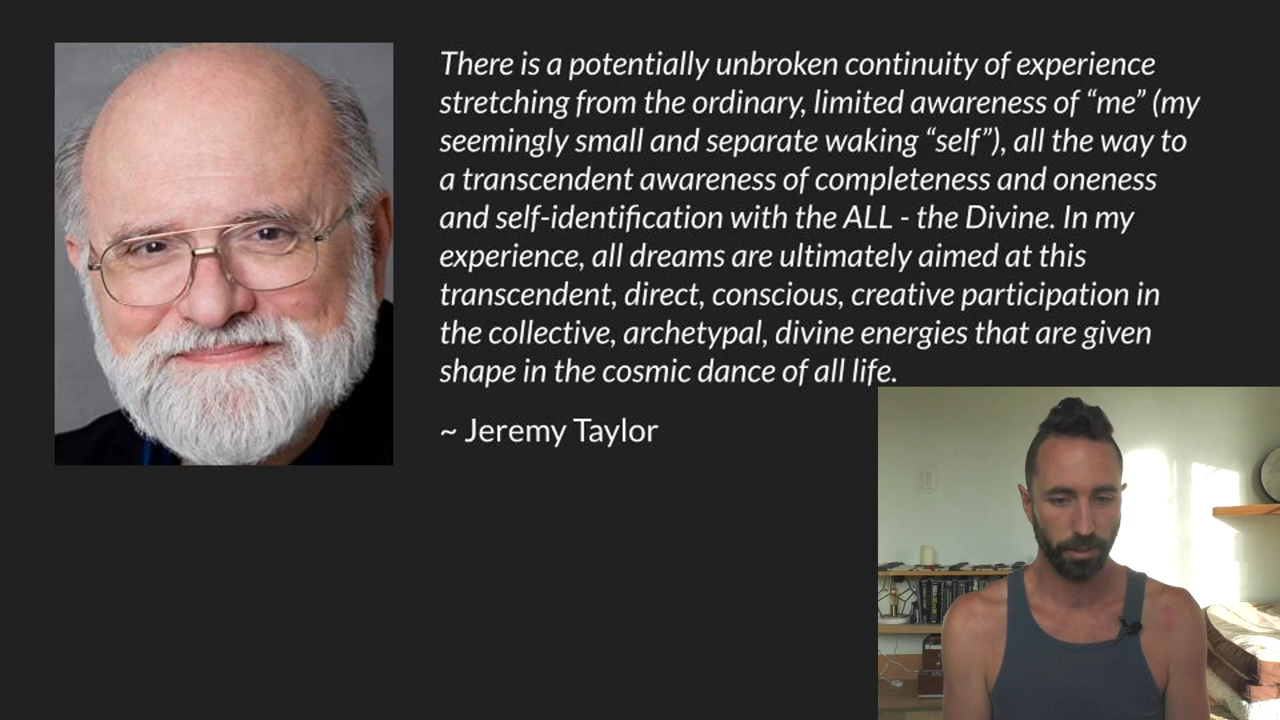 There is a potentially unbroken continuity of experience
stretching from the ordinary, limited awareness of “me” (my
seemingly small and separate waking “self”), all the way to
a transcendent awareness of completeness and oneness
and self-identification with the ALL - the Divine. In my
experience, all dreams are ultimately aimed at this
transcendent, direct, conscious, creative participation in
the collective, archetypal, divine energies that are given
shape in the cosmic dance of all life.
~ Jeremy Taylor